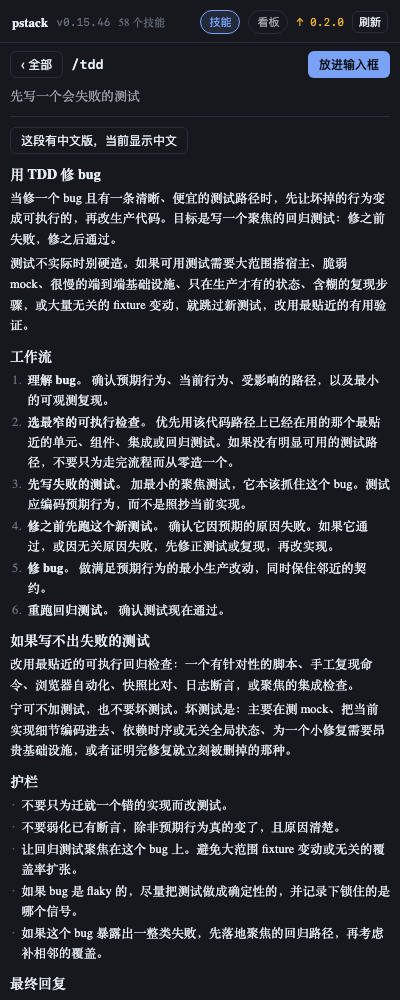 pstack v0.15.46 58 个技能 技能 看板 ↑ 0.2.0 刷新
‹ 全部 /tdd 放进输入框
先写一个会失败的测试
这段有中文版，当前显示中文
用 TDD 修 bug
当修一个 bug 且有一条清晰、便宜的测试路径时，先让坏掉的行为变
成可执行的，再改生产代码。目标是写一个聚焦的回归测试：修之前
失败，修之后通过。
测试不实际时别硬造。如果可用测试需要大范围搭宿主、脆弱
mock、很慢的端到端基础设施、只在生产才有的状态、含糊的复现步
骤，或大量无关的 fixture 变动，就跳过新测试，改用最贴近的有用验
证。
工作流
1. 理解 bug。 确认预期行为、当前行为、受影响的路径，以及最小
的可观测复现。
2. 选最窄的可执行检查。 优先用该代码路径上已经在用的那个最贴
近的单元、组件、集成或回归测试。如果没有明显可用的测试路
径，不要只为走完流程而从零造一个。
3. 先写失败的测试。 加最小的聚焦测试，它本该抓住这个 bug。测试
应编码预期行为，而不是照抄当前实现。
4. 修之前先跑这个新测试。 确认它因预期的原因失败。如果它通
过，或因无关原因失败，先修正测试或复现，再改实现。
5. 修 bug。 做满足预期行为的最小生产改动，同时保住邻近的契
约。
6. 重跑回归测试。 确认测试现在通过。
如果写不出失败的测试
改用最贴近的可执行回归检查：一个有针对性的脚本、手工复现命
令、浏览器自动化、快照比对、日志断言，或聚焦的集成检查。
宁可不加测试，也不要坏测试。坏测试是：主要在测 mock、把当前
实现细节编码进去、依赖时序或无关全局状态、为一个小修复需要昂
贵基础设施，或者证明完修复就立刻被删掉的那种。
护栏
· 不要只为迁就一个错的实现而改测试。
· 不要弱化已有断言，除非预期行为真的变了，且原因清楚。
· 让回归测试聚焦在这个 bug 上。避免大范围 fixture 变动或无关的覆
盖率扩张。
· 如果 bug 是 flaky 的，尽量把测试做成确定性的，并记录下锁住的是
哪个信号。
· 如果这个 bug 暴露出一整类失败，先落地聚焦的回归路径，再考虑
补相邻的覆盖。
最终回复